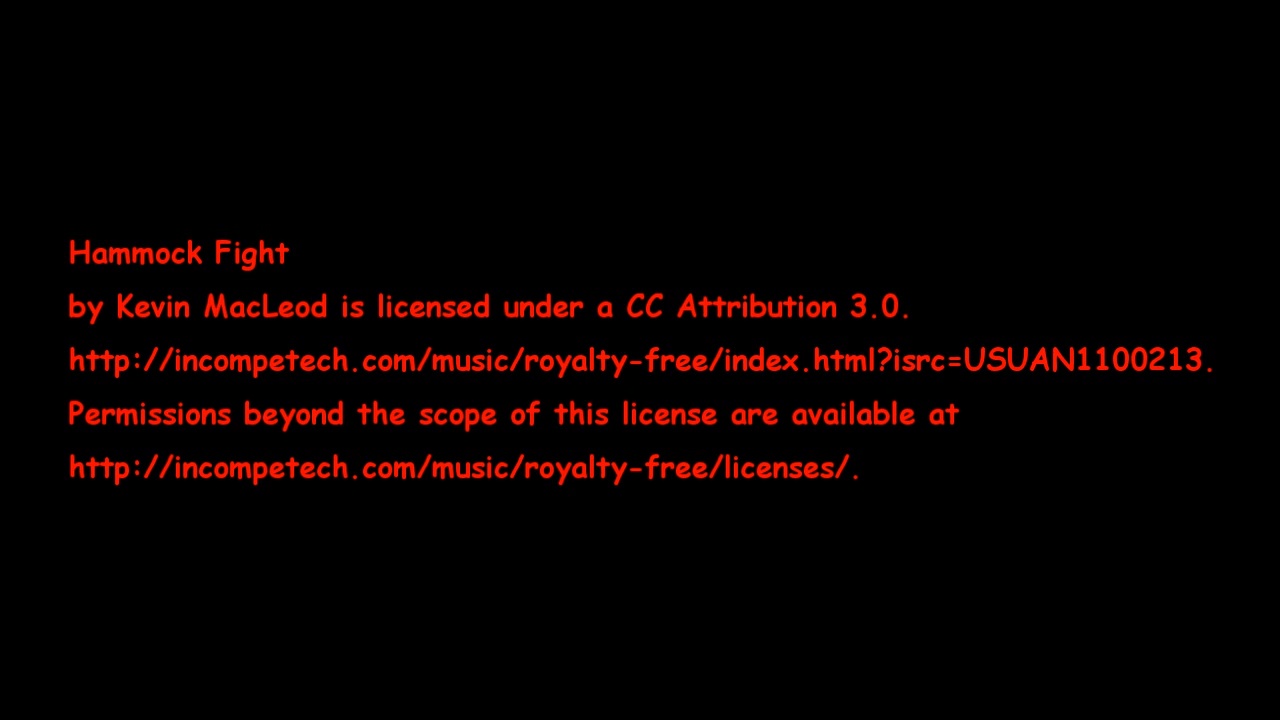 Hammock Fight
by Kevin MacLeod is licensed under a CC Attribution 3.0.
http://incompetech.com/music/royalty-free/index.html?isrc=USUAN1100213.
Permissions beyond the scope of this license are available at
http://incompetech.com/music/royalty-free/licenses/.